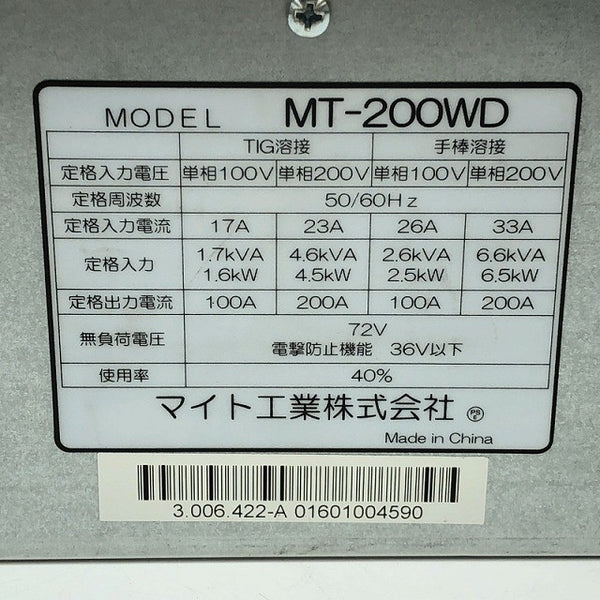 MODEL MT-200WD
TIG溶接 手棒溶接
定格入力電圧 単相100V 単相200V 単相100V 単相200V
定格周波数 50/60Hz
定格入力電流 17A 23A 26A 33A
定格入力 1.7kVA 4.6kVA 2.6kVA 6.6kVA
1.6kW 4.5kW 2.5kW 6.5kW
定格出力電流 100A 200A 100A 200A
無負荷電圧 72V
電撃防止機能 36V以下
使用率 40%
マイト工業株式会社 PSE
Made in China
3.006.422-A 01601004590